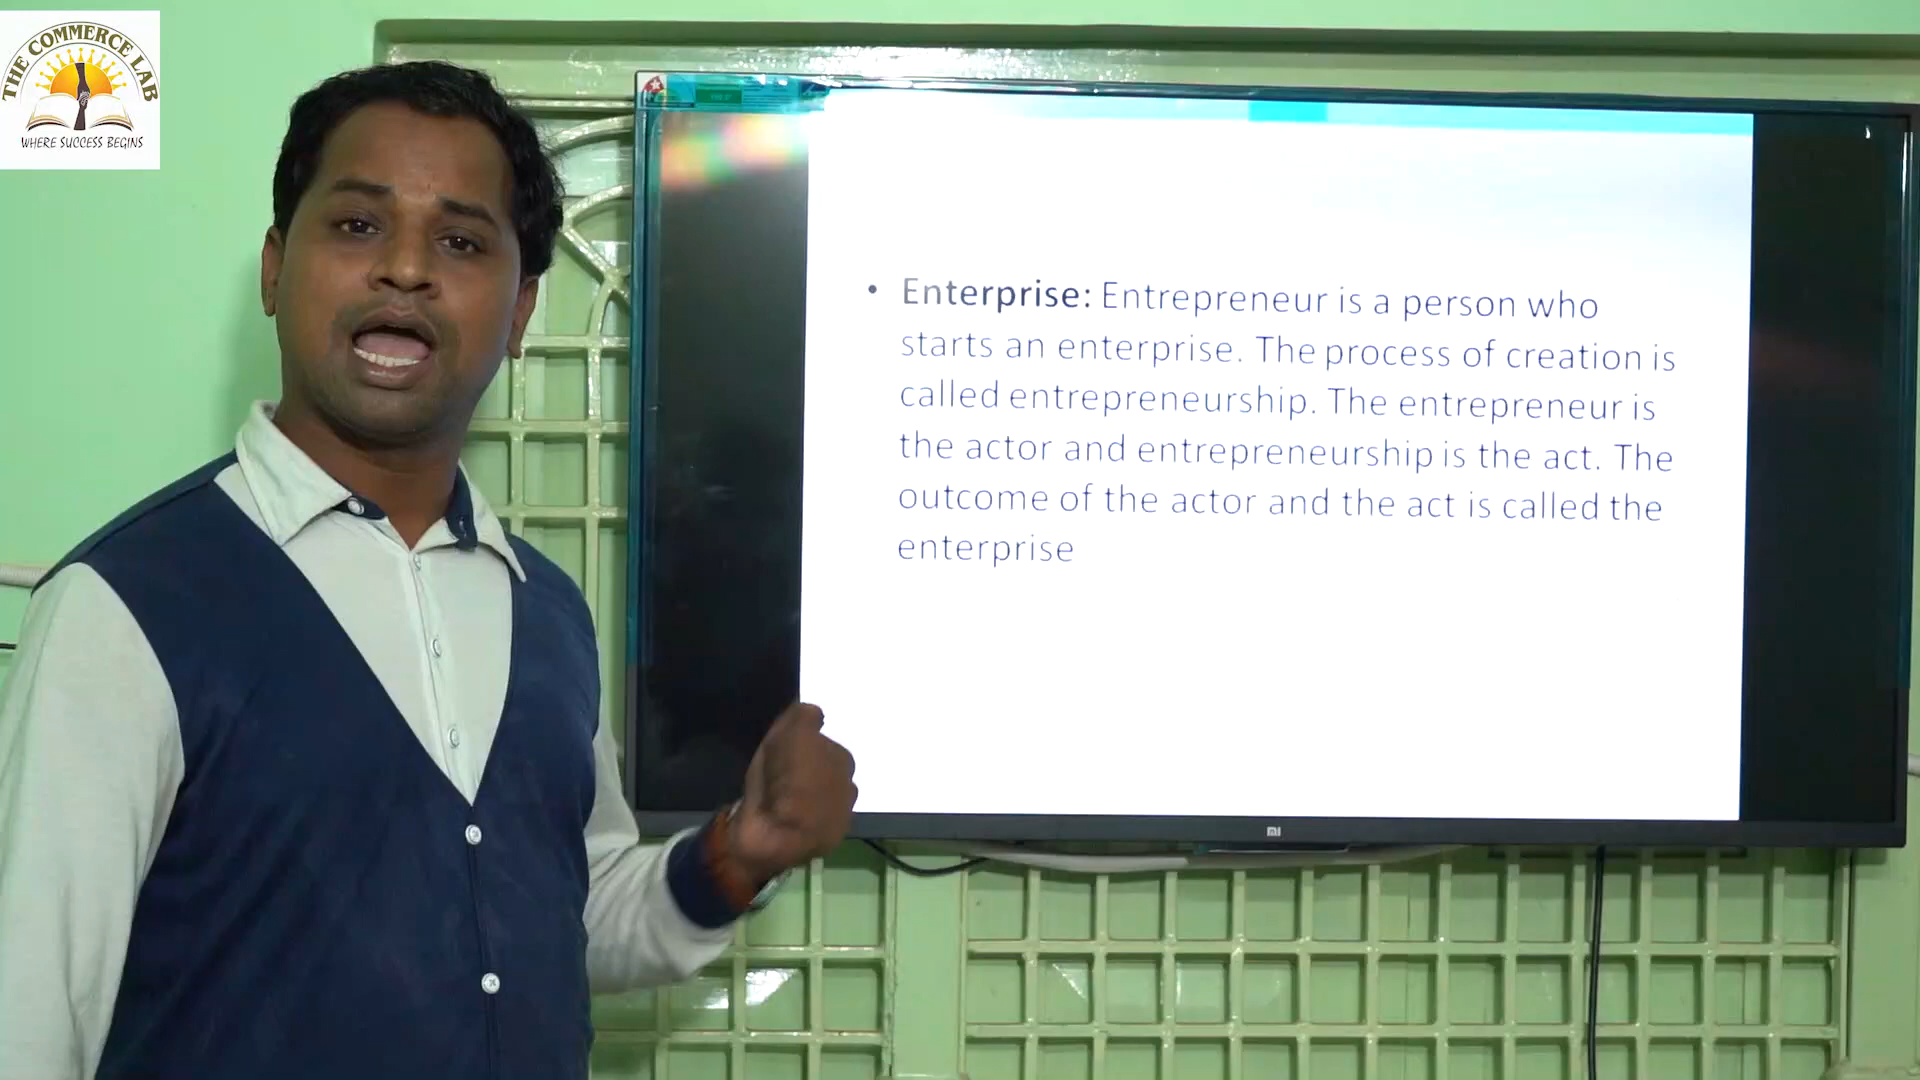 THE COMMERCE LAB
WHERE SUCCESS BEGINS
• Enterprise: Entrepreneur is a person who
starts an enterprise. The process of creation is
called entrepreneurship. The entrepreneur is
the actor and entrepreneurship is the act. The
outcome of the actor and the act is called the
enterprise
mi